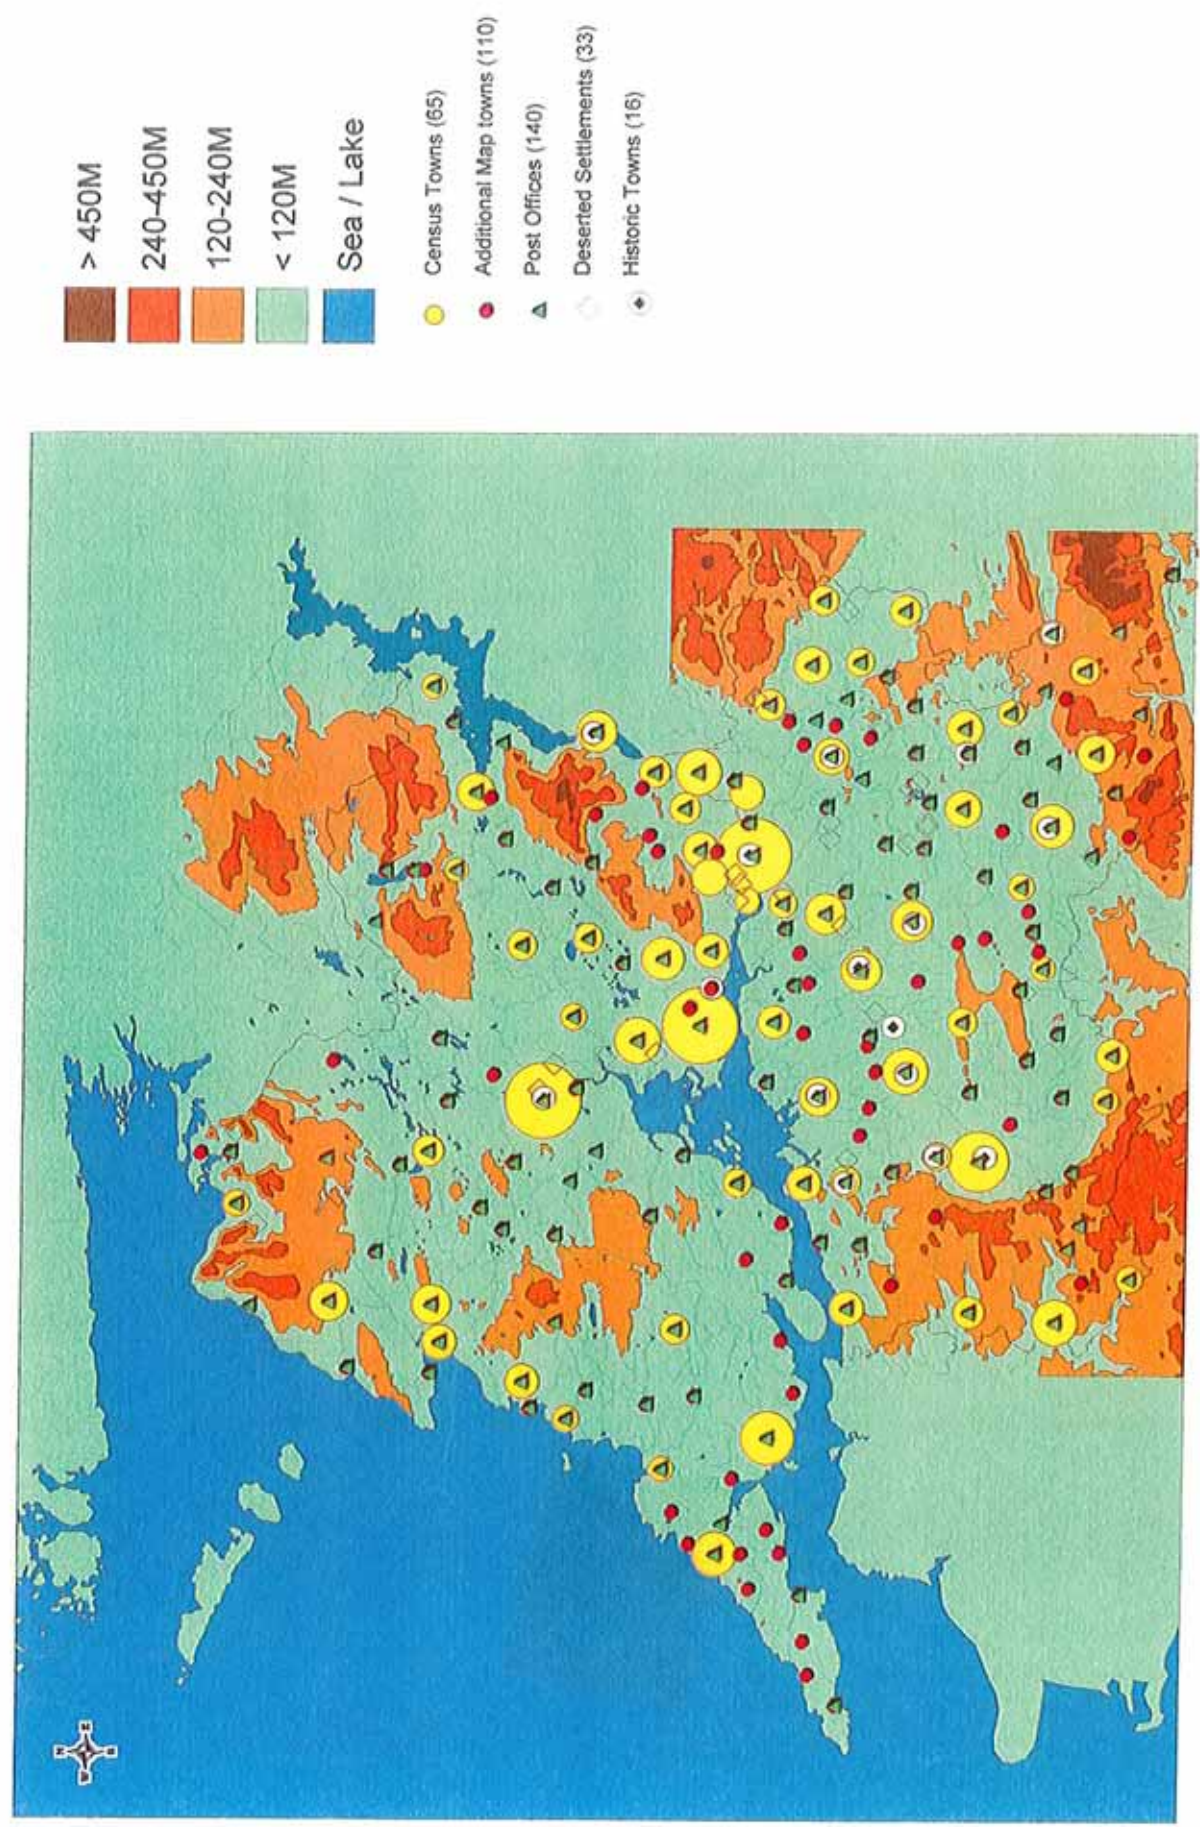 > 450M
240-450M
120-240M
< 120M
Sea / Lake
Census Towns (65)
Additional Map towns (110)
Post Offices (140)
Deserted Settlements (33)
Historic Towns (16)